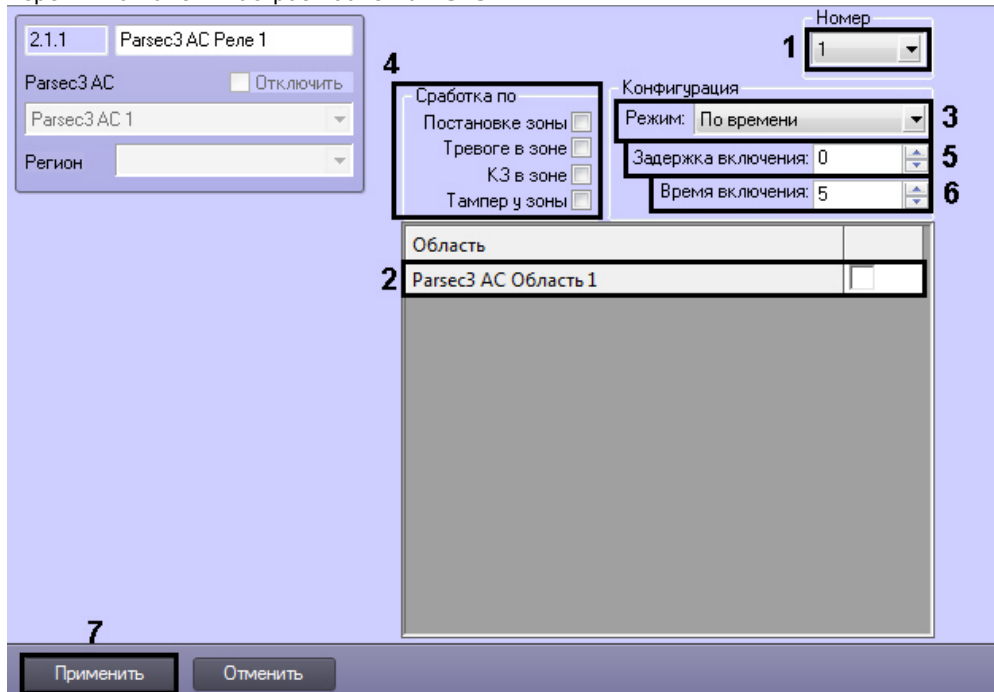 2.1.1
Parsec3 AC Реле 1
Parsec3 AC
Отключить
Parsec3 AC 1
Регион
4
Сработка по
Постановке зоны
Тревоге в зоне
КЗ в зоне
Тампер у зоны
Номер
1
1
Конфигурация
Режим: По времени
3
Задержка включения: 0
5
Время включения: 5
6
Область
2
Parsec3 AC Область 1
7
Применить
Отменить